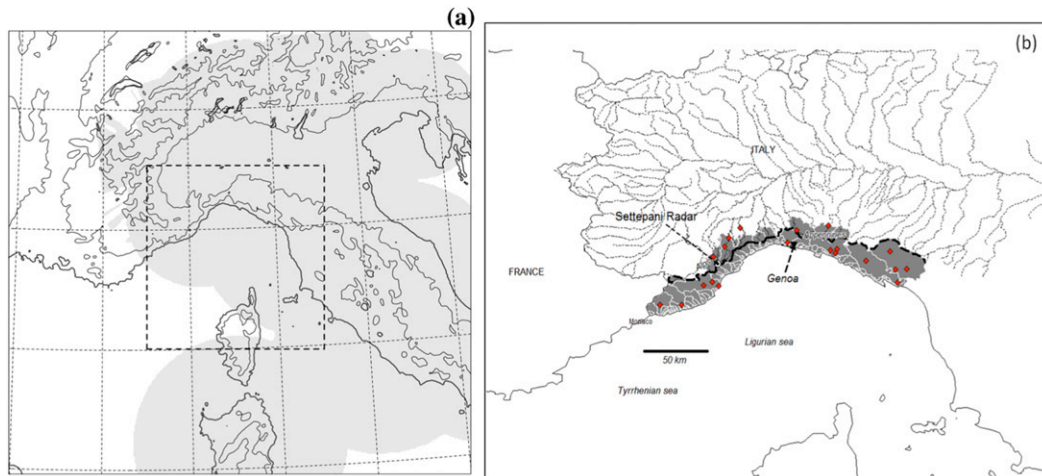 (a)
(b)
ITALY
Settepani Radar
FRANCE
Genoa
Monaco
50 km
Ligurian sea
Tyrrhenian sea